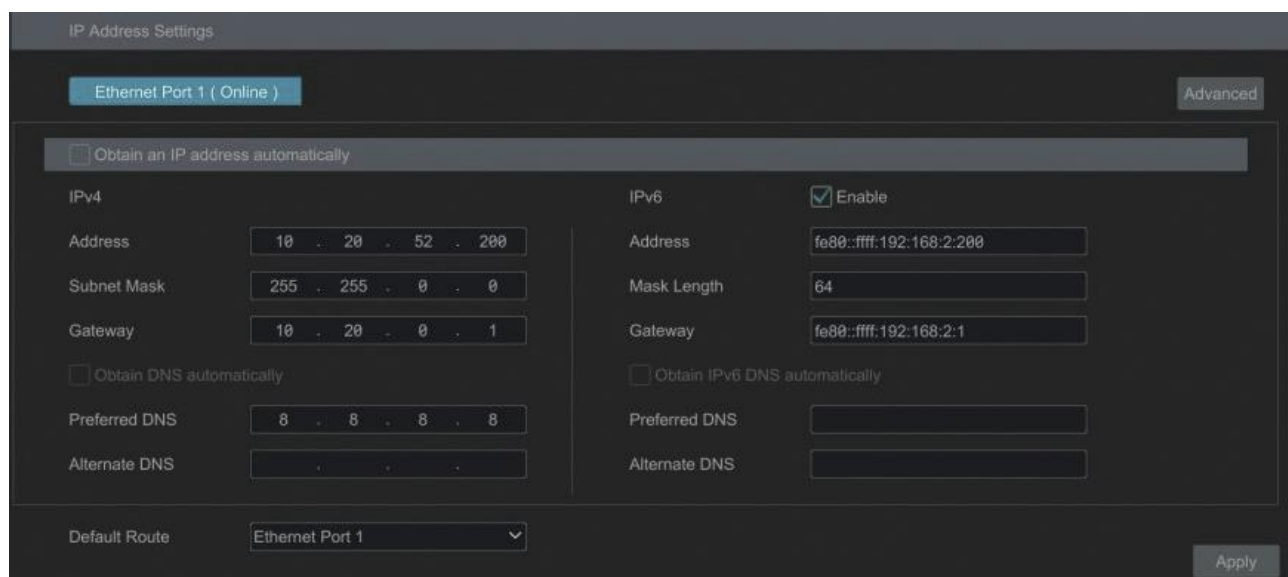 IP Address Settings
Ethernet Port 1 ( Online )
Advanced
Obtain an IP address automatically
IPv4
IPv6 Enable
Address 10 . 20 . 52 . 200
Address fe80::ffff:192:168:2:200
Subnet Mask 255 . 255 . 0 . 0
Mask Length 64
Gateway 10 . 20 . 0 . 1
Gateway fe80::ffff:192:168:2:1
Obtain DNS automatically
Obtain IPv6 DNS automatically
Preferred DNS 8 . 8 . 8 . 8
Preferred DNS
Alternate DNS . . .
Alternate DNS
Default Route Ethernet Port 1
Apply